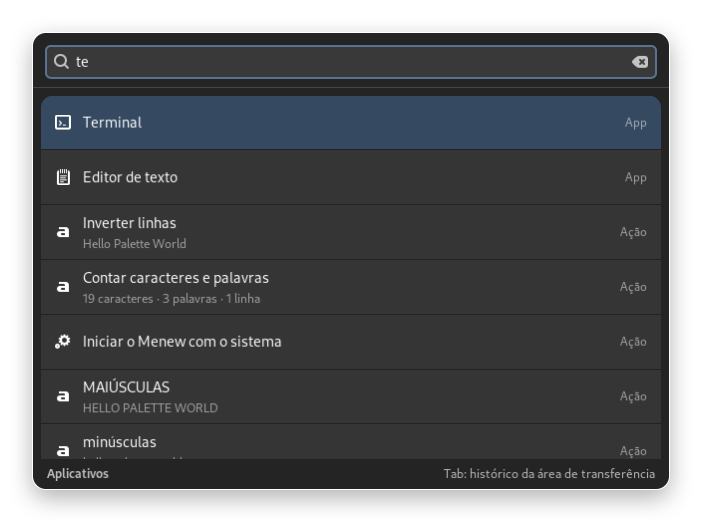 te
Terminal App
Editor de texto App
Inverter linhas
Hello Palette World
Ação
Contar caracteres e palavras
19 caracteres · 3 palavras · 1 linha
Ação
Iniciar o Menew com o sistema Ação
MAIÚSCULAS
HELLO PALETTE WORLD
Ação
minúsculas
Ação
Aplicativos Tab: histórico da área de transferência